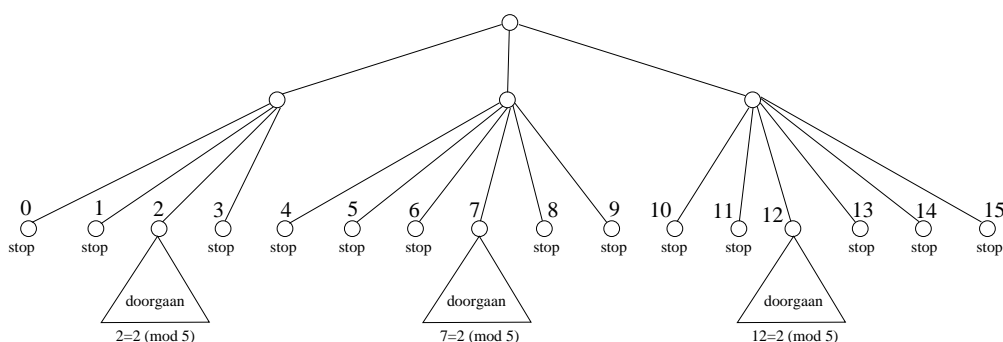 0 1 2 3 4 5 6 7 8 9 10 11 12 13 14 15
stop stop stop stop stop stop stop stop stop stop stop stop stop
doorgaan doorgaan doorgaan
2=2 (mod 5) 7=2 (mod 5) 12=2 (mod 5)